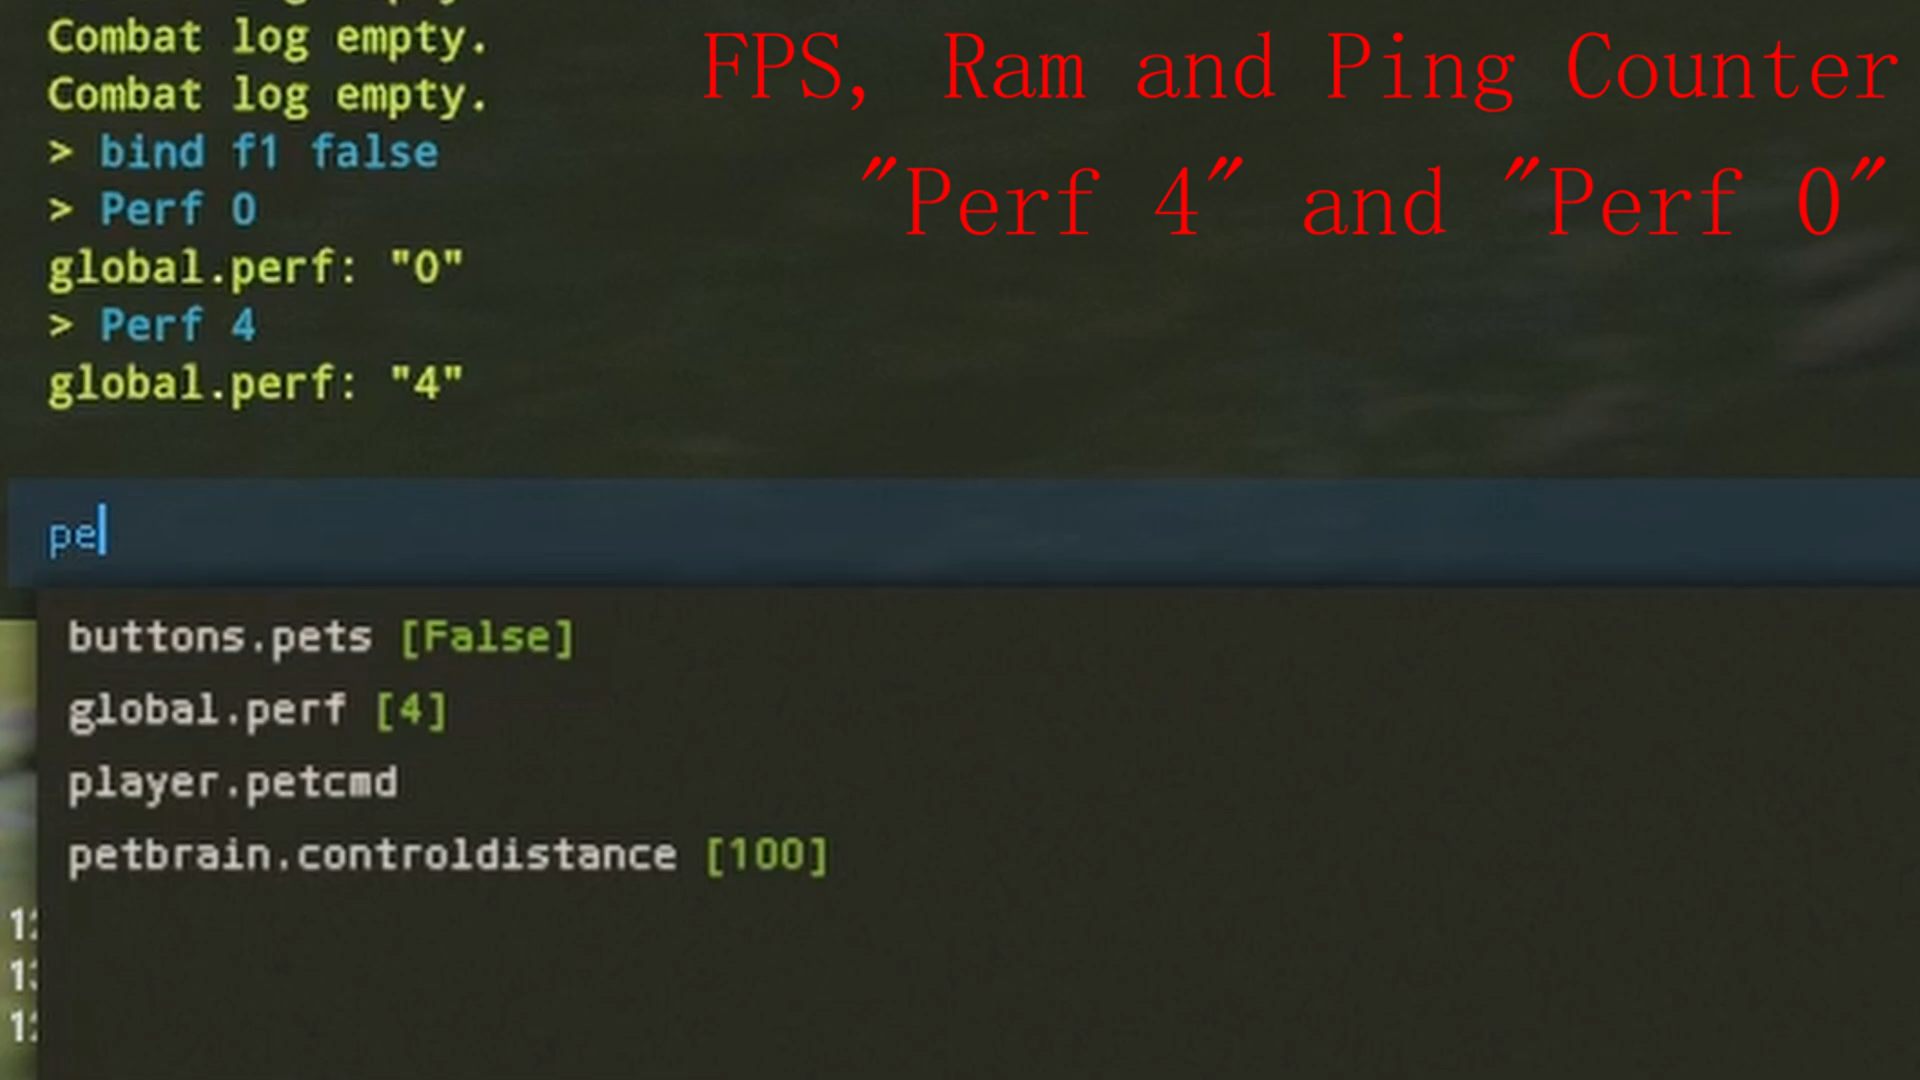 Combat log empty.
Combat log empty.
> bind f1 false
> Perf 0
global.perf: "0"
> Perf 4
global.perf: "4"
FPS, Ram and Ping Counter
"Perf 4" and "Perf 0"
pe
buttons.pets [False]
global.perf [4]
player.petcmd
petbrain.controldistance [100]